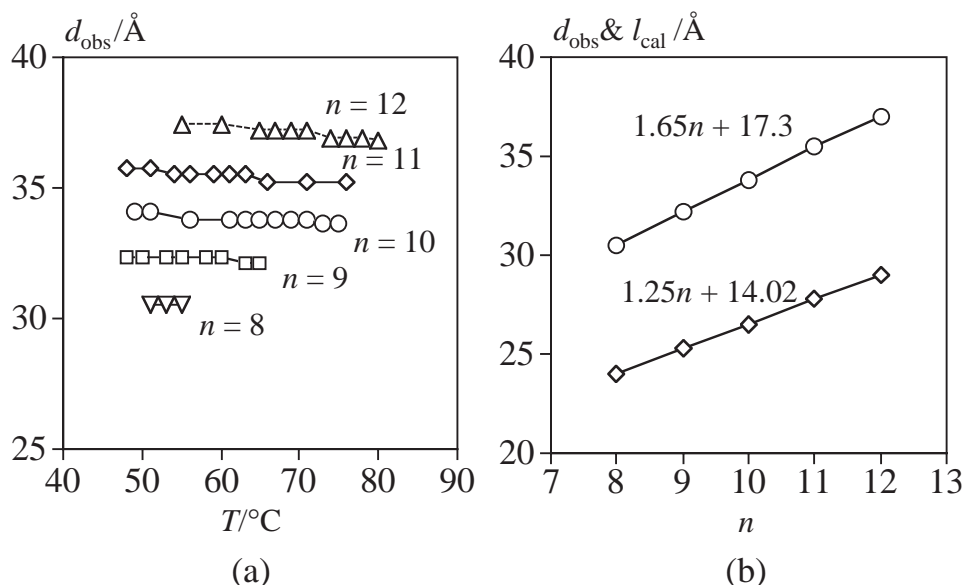 d_obs/Å
40
35
30
25
n = 12
n = 11
n = 10
n = 9
n = 8
40 50 60 70 80 90
T/°C
(a)
d_obs& l_cal /Å
40
35
30
25
20
1.65n + 17.3
1.25n + 14.02
7 8 9 10 11 12 13
n
(b)